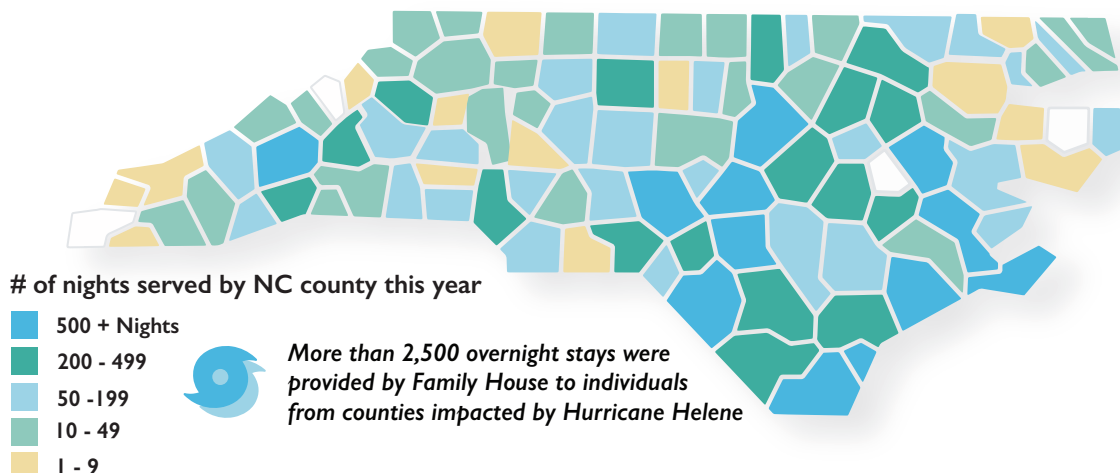 # of nights served by NC county this year
500 + Nights
200 - 499
50 -199
10 - 49
1 - 9
More than 2,500 overnight stays were
provided by Family House to individuals
from counties impacted by Hurricane Helene